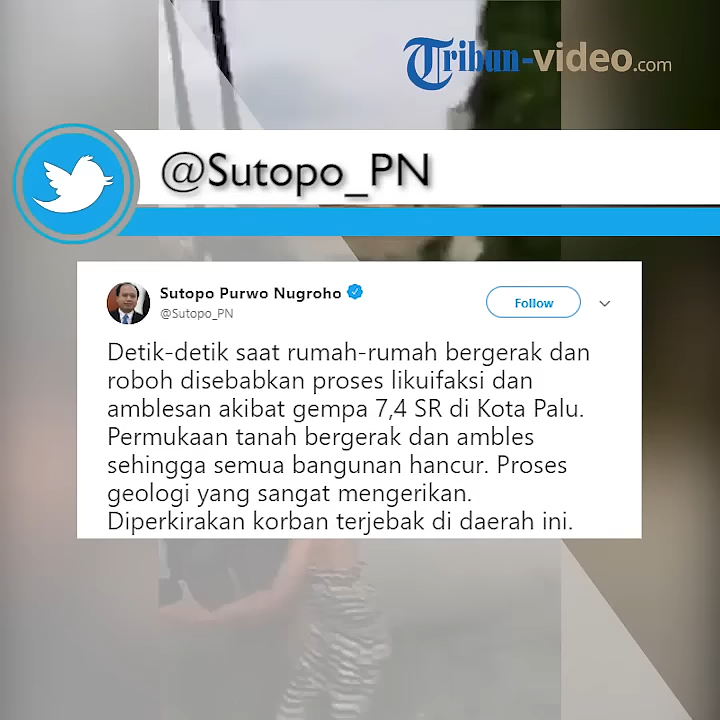 Tribun-video.com
@Sutopo_PN
Sutopo Purwo Nugroho
@Sutopo_PN
Follow
Detik-detik saat rumah-rumah bergerak dan
roboh disebabkan proses likuifaksi dan
amblesan akibat gempa 7,4 SR di Kota Palu.
Permukaan tanah bergerak dan ambles
sehingga semua bangunan hancur. Proses
geologi yang sangat mengerikan.
Diperkirakan korban terjebak di daerah ini.